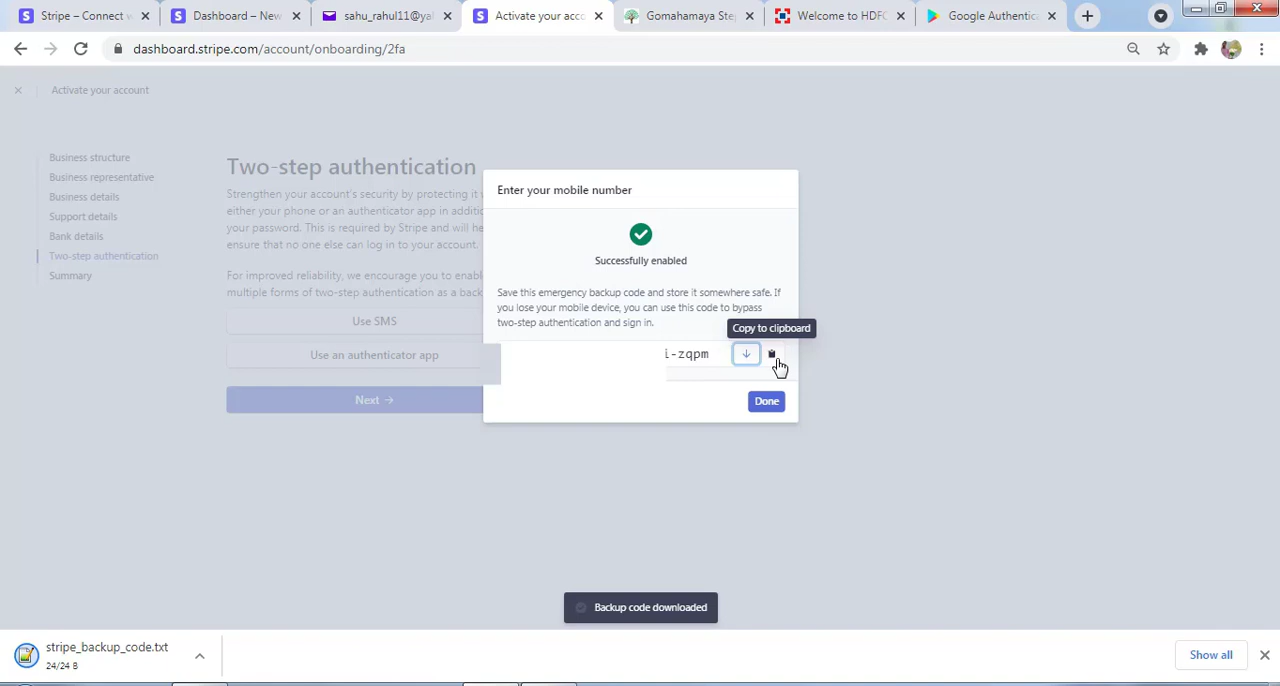 Stripe – Connect w
Dashboard – New
sahu_rahul11@yal
Activate your acco
Gomahamaya Ste
Welcome to HDFC
Google Authentic
dashboard.stripe.com/account/onboarding/2fa
Activate your account
Business structure
Business representative
Business details
Support details
Bank details
Two-step authentication
Summary
Two-step authentication
Strengthen your account's security by protecting it
either your phone or an authenticator app in additio
your password. This is required by Stripe and will he
ensure that no one else can log in to your account.
For improved reliability, we encourage you to enabl
multiple forms of two-step authentication as a back
Use SMS
Use an authenticator app
Next →
Enter your mobile number
Successfully enabled
Save this emergency backup code and store it somewhere safe. If
you lose your mobile device, you can use this code to bypass
two-step authentication and sign in.
Copy to clipboard
i-zqpm
Done
Backup code downloaded
stripe_backup_code.txt
24/24 B
Show all